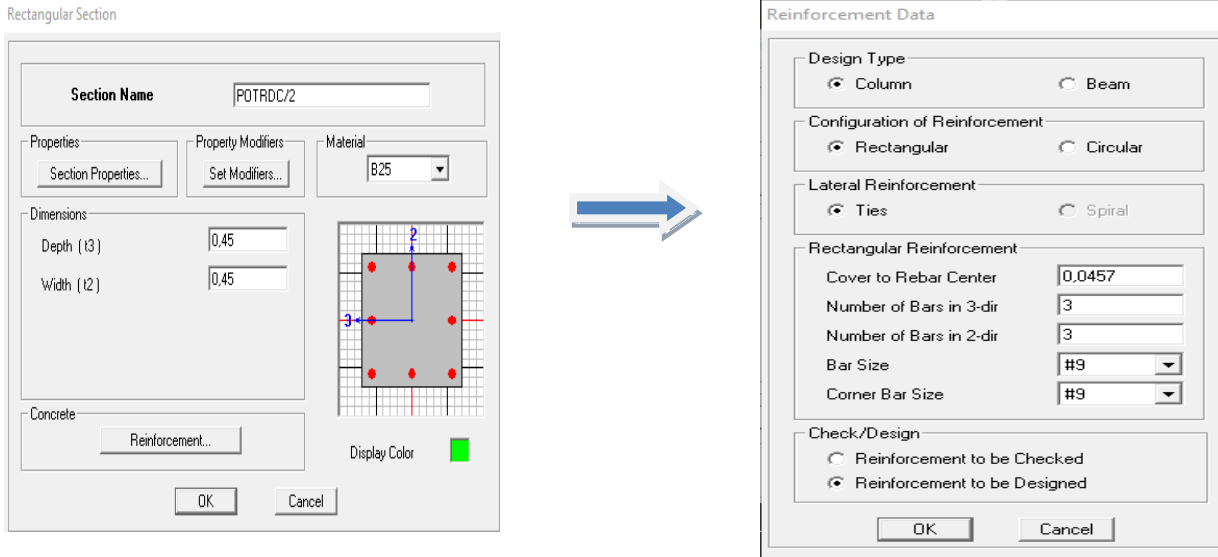 Rectangular Section
Section Name
POTRDC/2
Properties
Section Properties...
Property Modifiers
Set Modifiers...
Material
B25
Dimensions
Depth (t3)
0,45
Width (t2)
0,45
2
3
Concrete
Reinforcement...
Display Color
OK
Cancel
Reinforcement Data
Design Type
Column
Beam
Configuration of Reinforcement
Rectangular
Circular
Lateral Reinforcement
Ties
Spiral
Rectangular Reinforcement
Cover to Rebar Center
0,0457
Number of Bars in 3-dir
3
Number of Bars in 2-dir
3
Bar Size
#9
Corner Bar Size
#9
Check/Design
Reinforcement to be Checked
Reinforcement to be Designed
OK
Cancel